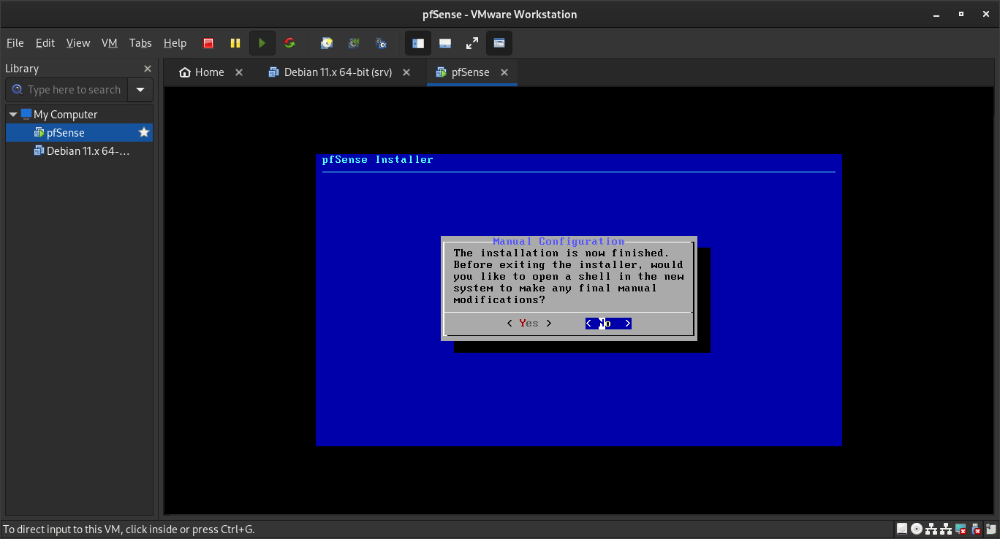 pfSense - VMware Workstation
File Edit View VM Tabs Help
Library
Type here to search
My Computer
pfSense
Debian 11.x 64-...
Home
Debian 11.x 64-bit (srv)
pfSense
pfSense Installer
Manual Configuration
The installation is now finished.
Before exiting the installer, would
you like to open a shell in the new
system to make any final manual
modifications?
< Yes > < No >
To direct input to this VM, click inside or press Ctrl+G.